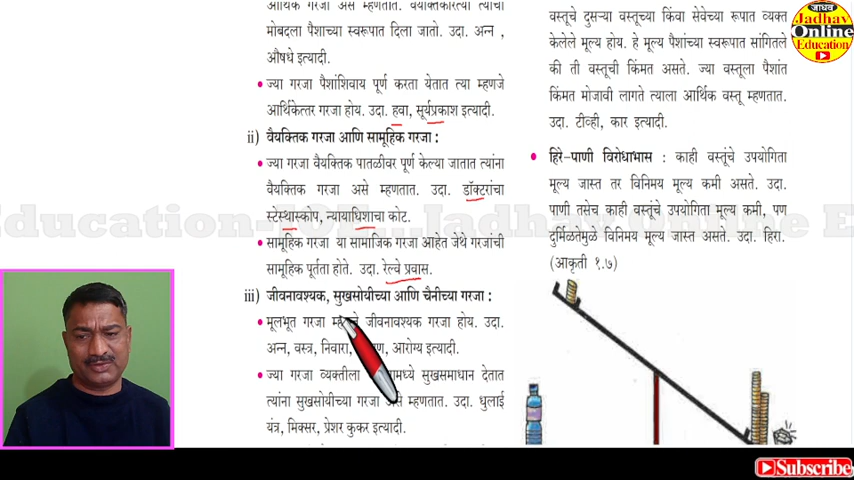 आर्थिक गरजा असे म्हणतात. वैयक्तिकरित्या त्यांचा
मोबदला पैशाच्या स्वरूपात दिला जातो. उदा. अन्न ,
औषधे इत्यादी.
• ज्या गरजा पैशांशिवाय पूर्ण करता येतात त्या म्हणजे
आर्थिकेत्तर गरजा होय. उदा. हवा, सूर्यप्रकाश इत्यादी.
ii) वैयक्तिक गरजा आणि सामूहिक गरजा :
• ज्या गरजा वैयक्तिक पातळीवर पूर्ण केल्या जातात त्यांना
वैयक्तिक गरजा असे म्हणतात. उदा. डॉक्टरांचा
स्टेस्थास्कोप, न्यायाधिशाचा कोट.
• सामूहिक गरजा या सामाजिक गरजा आहेत जेथे गरजांची
सामूहिक पूर्तता होते. उदा. रेल्वे प्रवास.
iii) जीवनावश्यक, सुखसोयीच्या आणि चैनीच्या गरजा :
• मूलभूत गरजा म्हणजे जीवनावश्यक गरजा होय. उदा.
अन्न, वस्त्र, निवारा, आरोग्य इत्यादी.
• ज्या गरजा व्यक्तीला सुखसमाधान देतात
त्यांना सुखसोयीच्या गरजा असे म्हणतात. उदा. धुलाई
यंत्र, मिक्सर, प्रेशर कुकर इत्यादी.
वस्तूचे दुसऱ्या वस्तूच्या किंवा सेवेच्या रूपात व्यक्त
केलेले मूल्य होय. हे मूल्य पैशांच्या स्वरूपात सांगितले
की ती वस्तूची किंमत असते. ज्या वस्तूला पैशांत
किंमत मोजावी लागते त्याला आर्थिक वस्तू म्हणतात.
उदा. टीव्ही, कार इत्यादी.
• हिरे–पाणी विरोधाभास : काही वस्तूंचे उपयोगिता
मूल्य जास्त तर विनिमय मूल्य कमी असते. उदा.
पाणी तसेच काही वस्तूंचे उपयोगिता मूल्य कमी, पण
दुर्मिळतेमुळे विनिमय मूल्य जास्त असते. उदा. हिरा.
(आकृती १.७)
जाधव
Jadhav
Online
Education
Subscribe